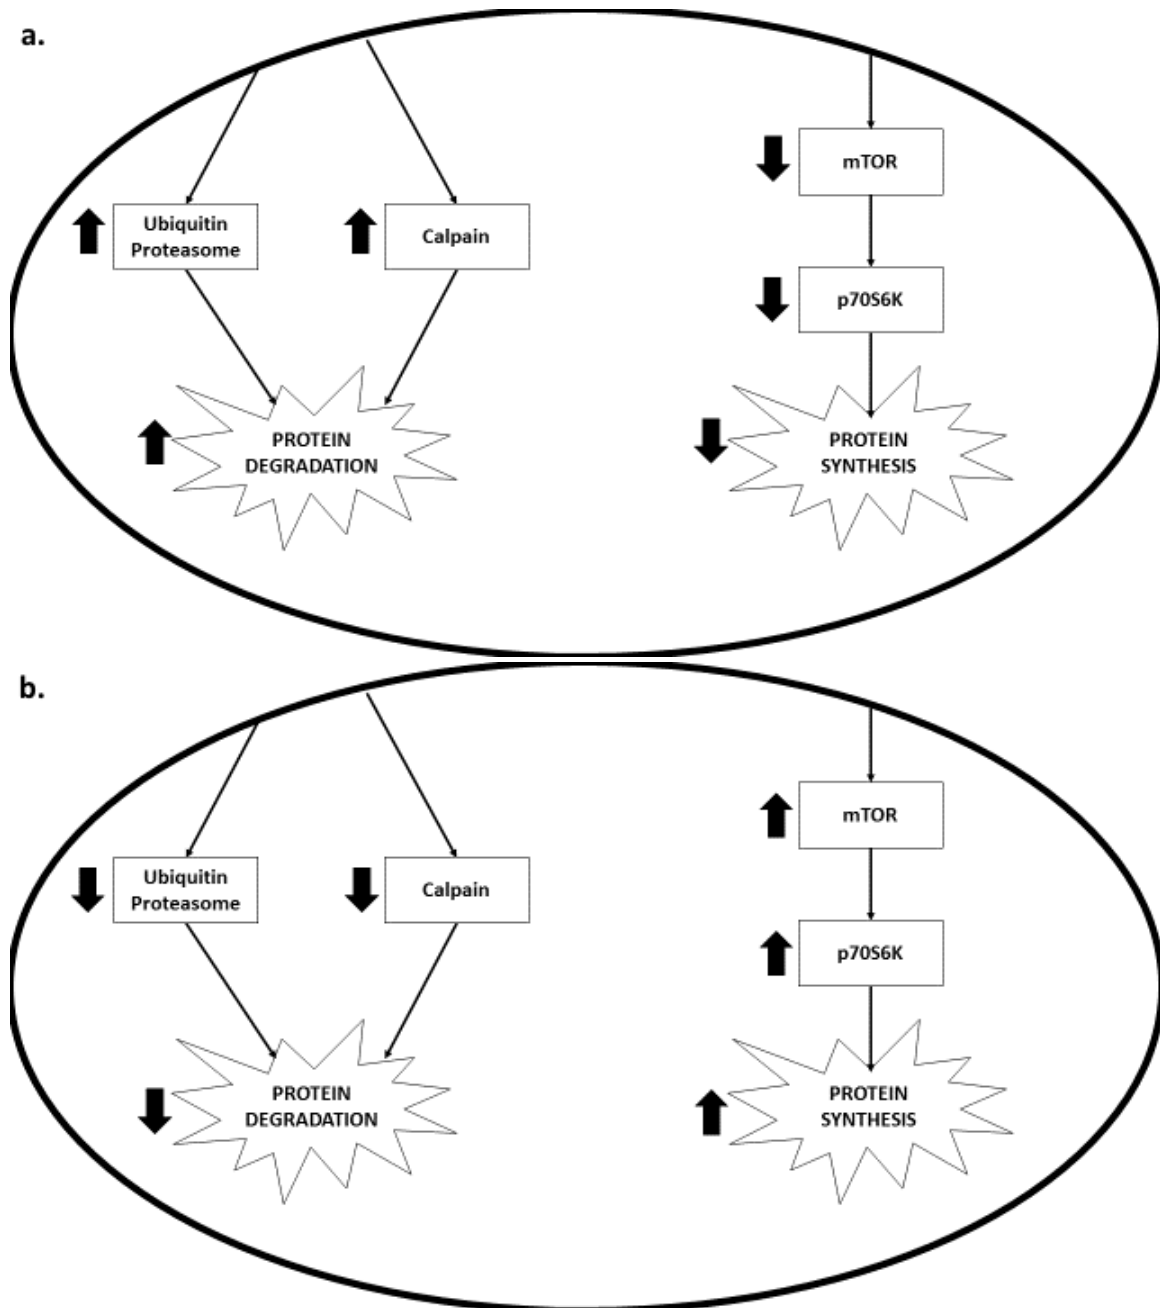 a.
mTOR
Ubiquitin
Proteasome
Calpain
p70S6K
PROTEIN
DEGRADATION
PROTEIN
SYNTHESIS
b.
mTOR
Ubiquitin
Proteasome
Calpain
p70S6K
PROTEIN
DEGRADATION
PROTEIN
SYNTHESIS